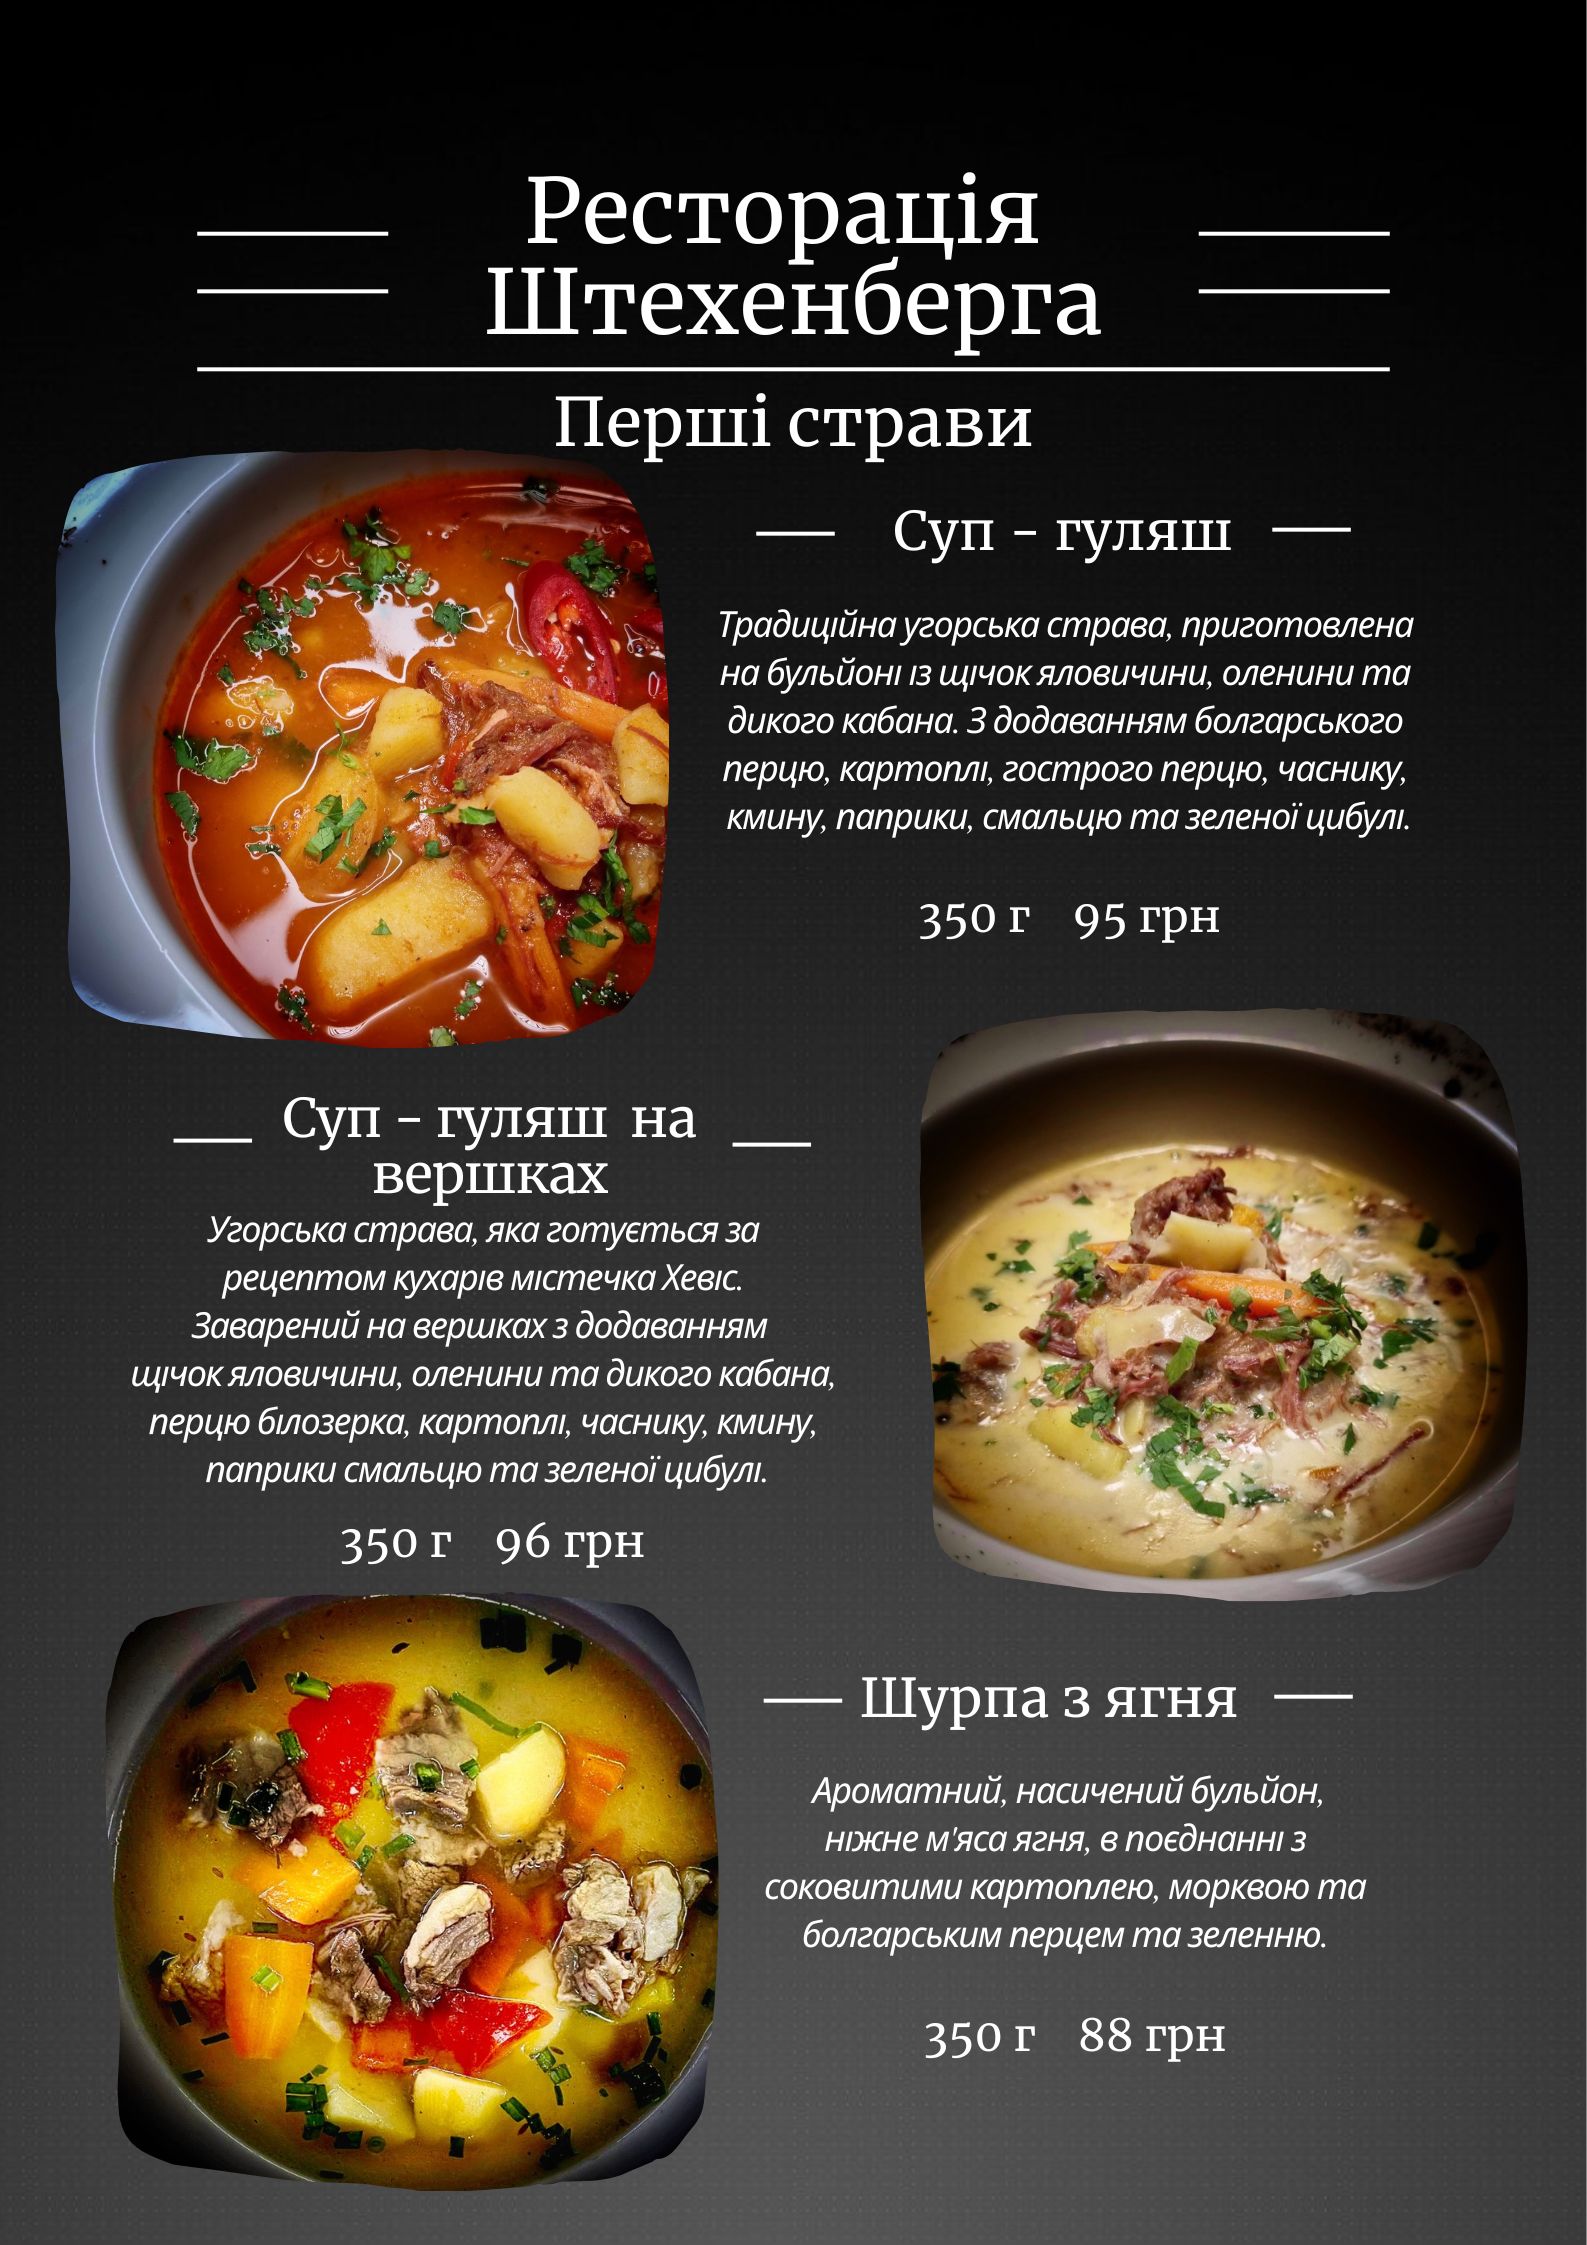 Ресторація
Штехенберга
Перші страви
Суп - гуляш
Традиційна угорська страва, приготовлена
на бульйоні із щічок яловичини, оленини та
дикого кабана. З додаванням болгарського
перцю, картоплі, гострого перцю, часнику,
кмину, паприки, смальцю та зеленої цибулі.
350 г 95 грн
Суп - гуляш на
вершках
Угорська страва, яка готується за
рецептом кухарів містечка Хевіс.
Заварений на вершках з додаванням
щічок яловичини, оленини та дикого кабана,
перцю білозерка, картоплі, часнику, кмину,
паприки смальцю та зеленої цибулі.
350 г 96 грн
Шурпа з ягня
Ароматний, насичений бульйон,
ніжне м'яса ягня, в поєднанні з
соковитими картоплею, морквою та
болгарським перцем та зеленню.
350 г 88 грн